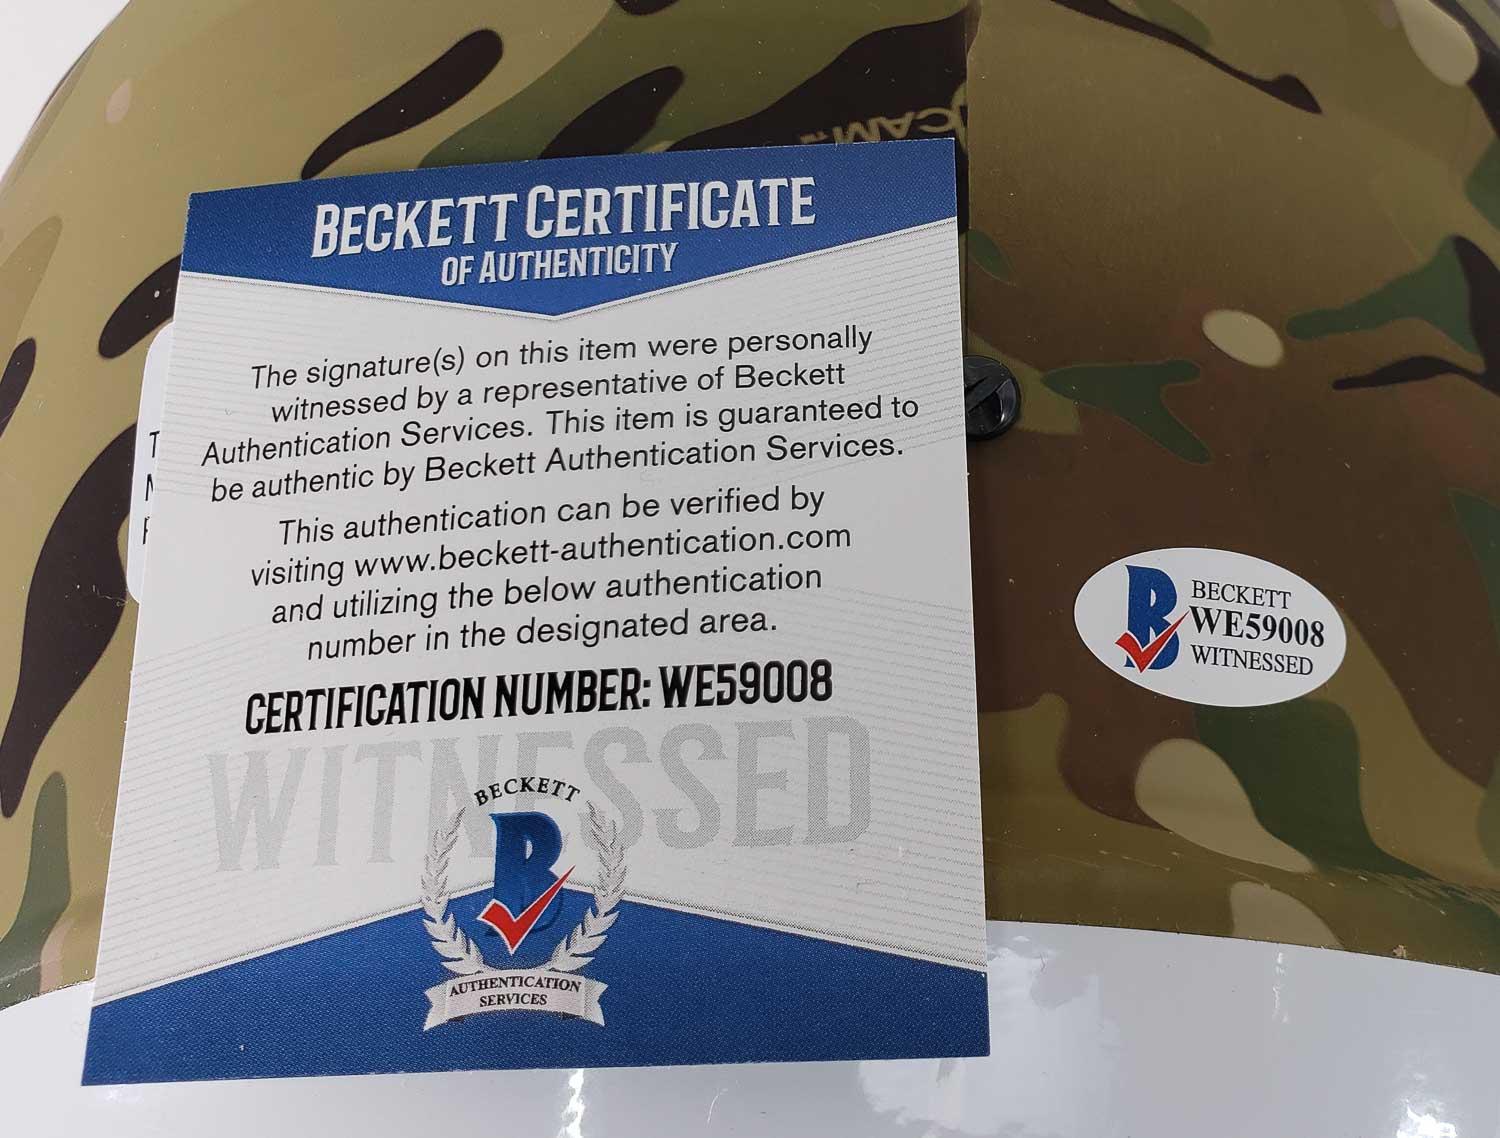 BECKETT CERTIFICATE
OF AUTHENTICITY
The signature(s) on this item were personally
witnessed by a representative of Beckett
Authentication Services. This item is guaranteed to
be authentic by Beckett Authentication Services.
This authentication can be verified by
visiting www.beckett-authentication.com
and utilizing the below authentication
number in the designated area.
CERTIFICATION NUMBER: WE59008
WITNESSED
BECKETT
B
AUTHENTICATION
SERVICES
B
BECKETT
WE59008
WITNESSED